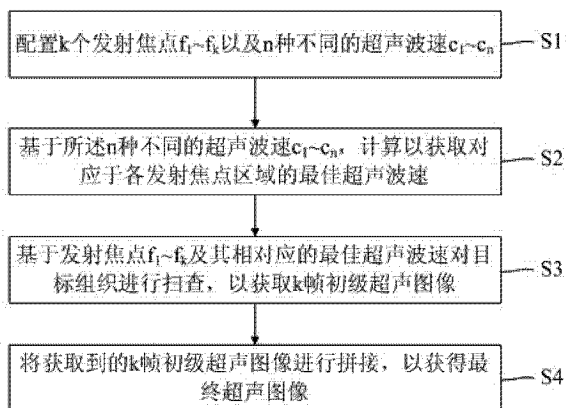 配置k个发射焦点f₁~fₖ以及n种不同的超声波速c₁~cₙ
S1
基于所述n种不同的超声波速c₁~cₙ，计算以获取对
应于各发射焦点区域的最佳超声波速
S2
基于发射焦点f₁~fₖ及其相对应的最佳超声波速对目
标组织进行扫查，以获取k帧初级超声图像
S3
将获取到的k帧初级超声图像进行拼接，以获得最
终超声图像
S4